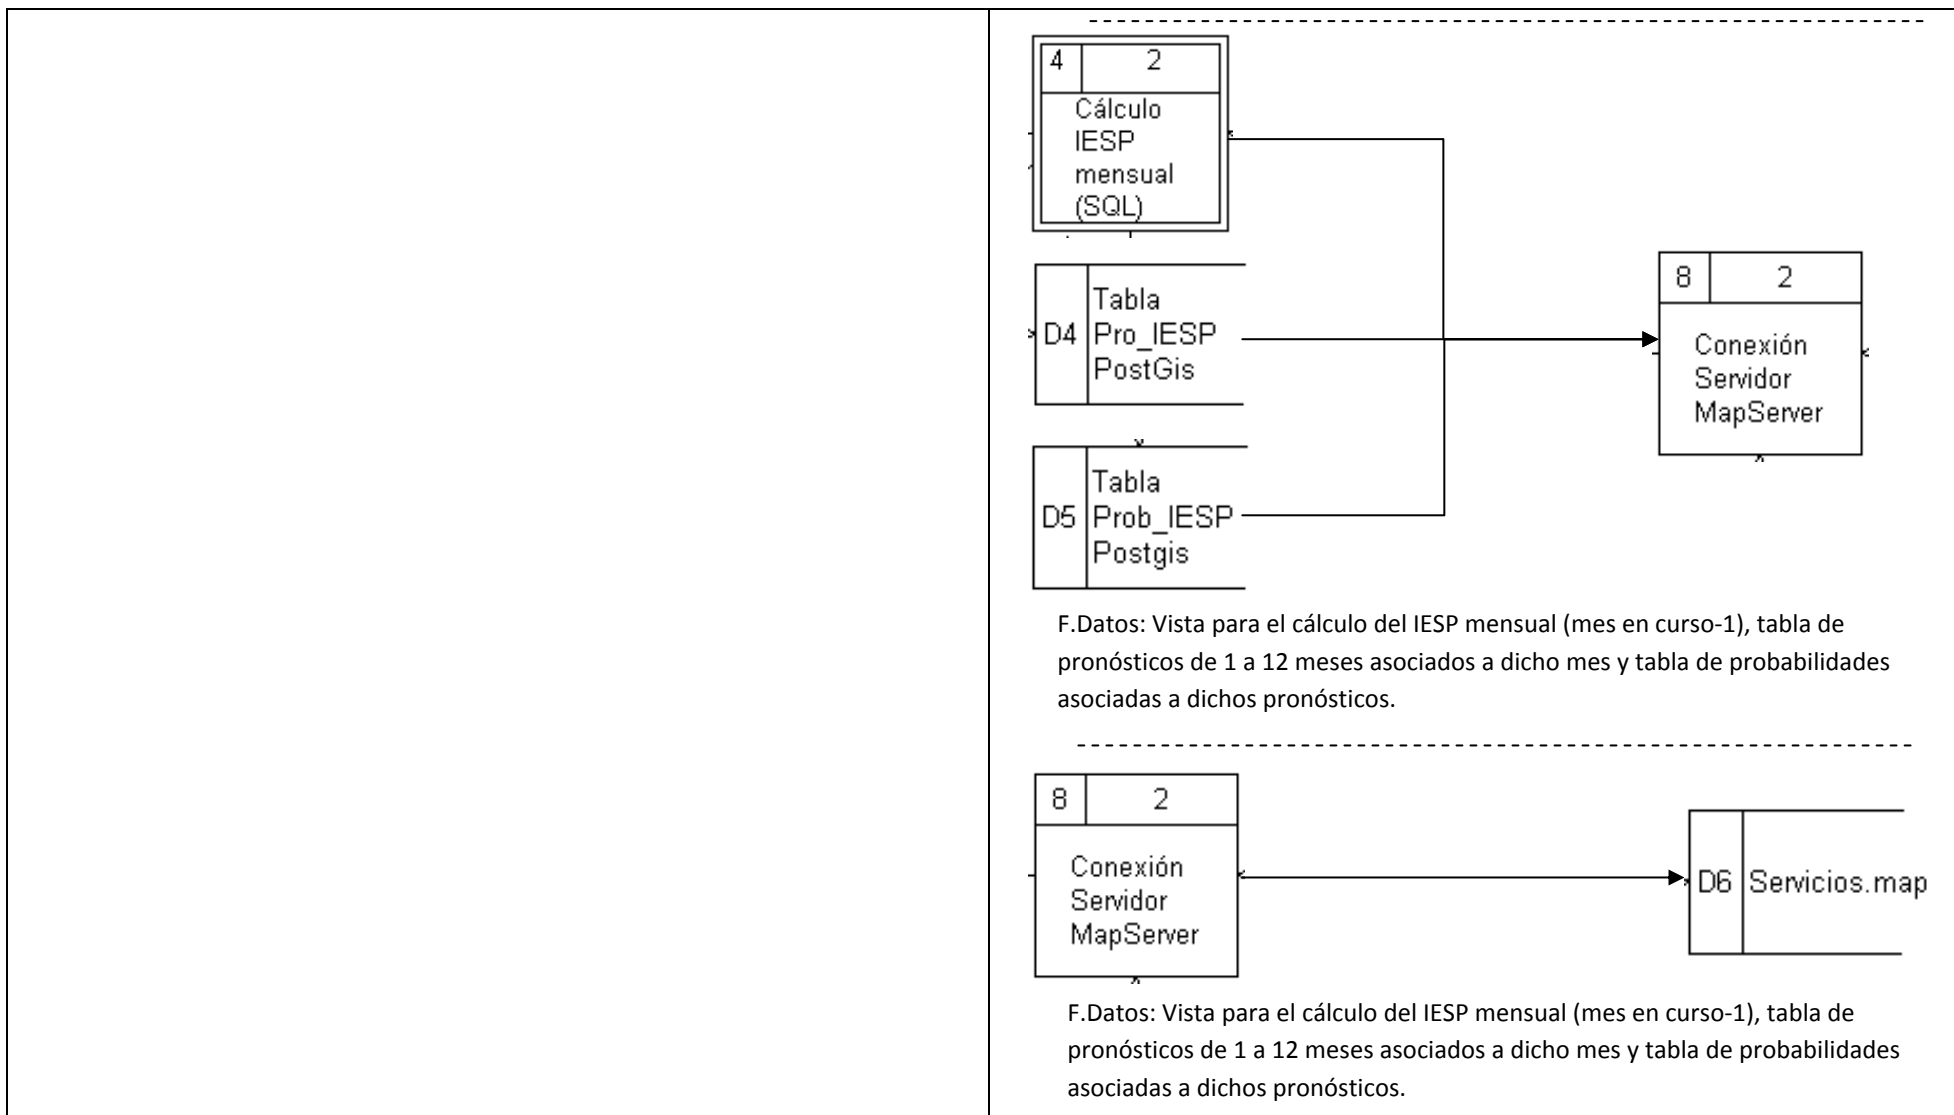 4 2
Cálculo
IESP
mensual
(SQL)
D4
Tabla
Pro_IESP
PostGis
D5
Tabla
Prob_IESP
Postgis
8 2
Conexión
Servidor
MapServer
F.Datos: Vista para el cálculo del IESP mensual (mes en curso-1), tabla de
pronósticos de 1 a 12 meses asociados a dicho mes y tabla de probabilidades
asociadas a dichos pronósticos.
8 2
Conexión
Servidor
MapServer
D6 Servicios.map
F.Datos: Vista para el cálculo del IESP mensual (mes en curso-1), tabla de
pronósticos de 1 a 12 meses asociados a dicho mes y tabla de probabilidades
asociadas a dichos pronósticos.